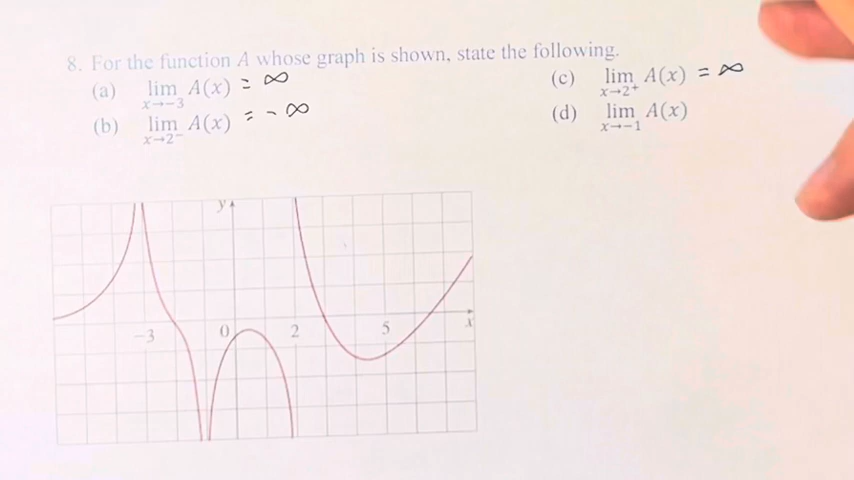 8. For the function A whose graph is shown, state the following.
(a) lim x→−3 A(x) = ∞
(b) lim x→2⁻ A(x) = - ∞
(c) lim x→2⁺ A(x) = ∞
(d) lim x→−1 A(x)
y
−3 0 2 5 x